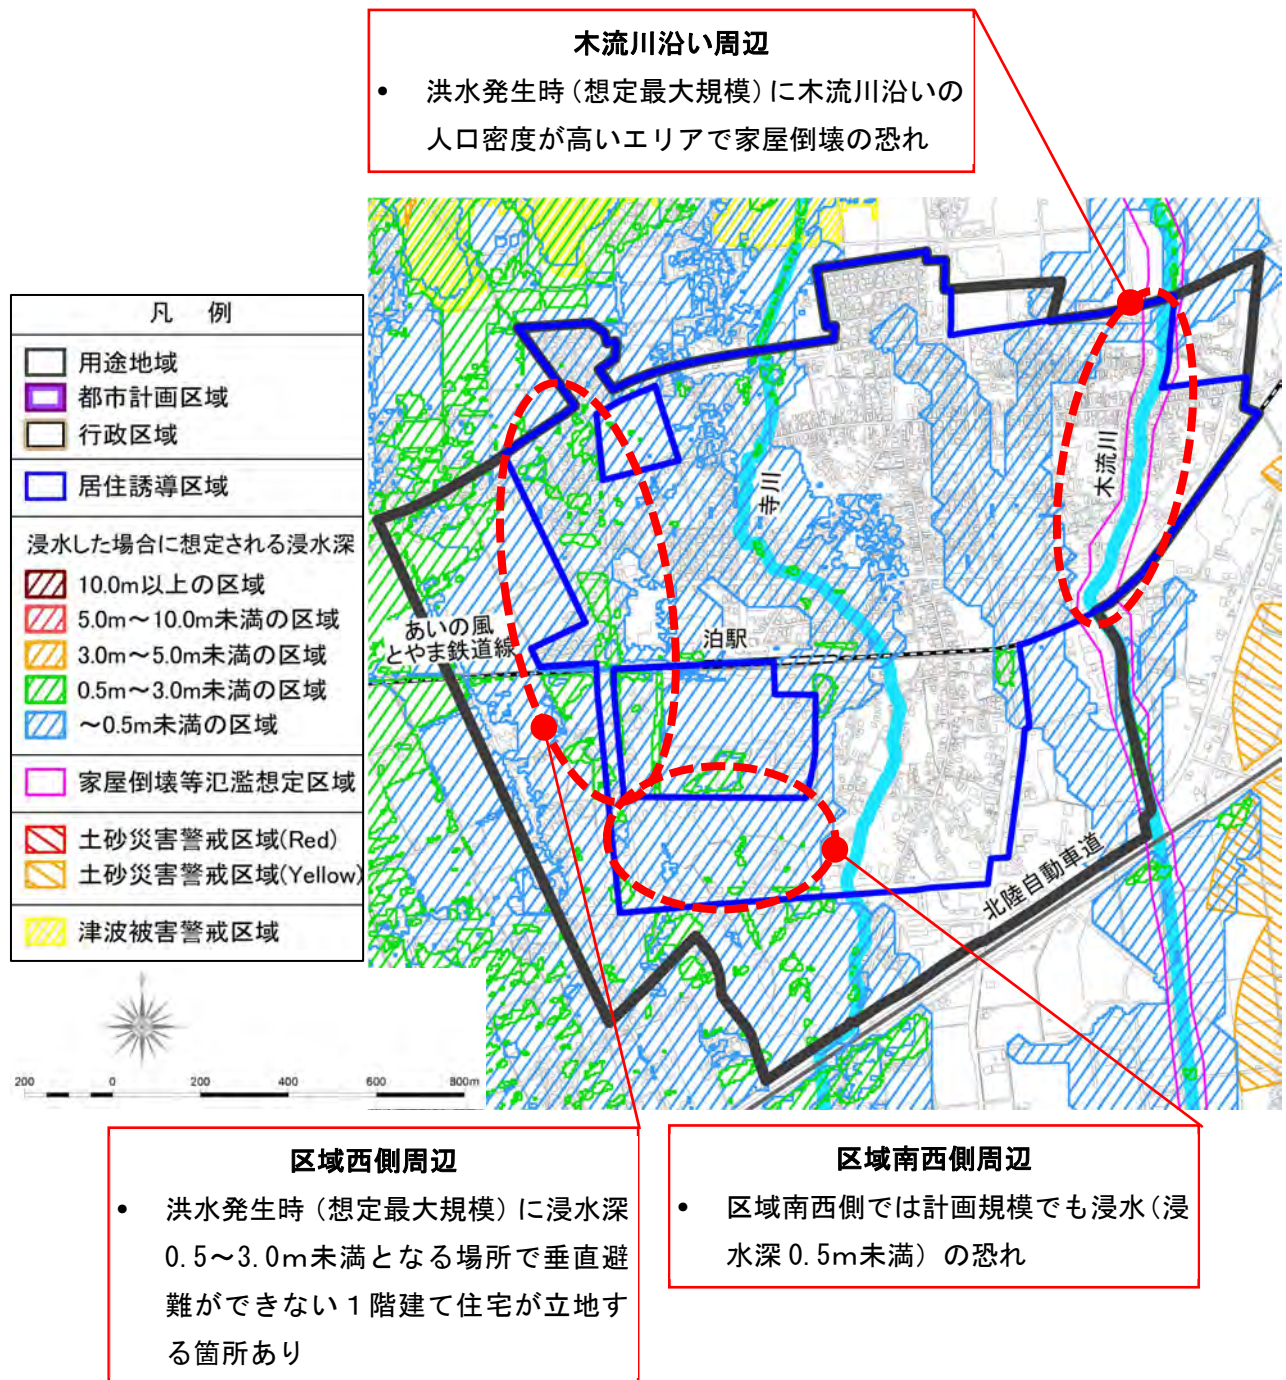 木流川沿い周辺
• 洪水発生時（想定最大規模）に木流川沿いの
人口密度が高いエリアで家屋倒壊の恐れ
凡　例
用途地域
都市計画区域
行政区域
居住誘導区域
浸水した場合に想定される浸水深
10.0m以上の区域
5.0m～10.0m未満の区域
3.0m～5.0m未満の区域
0.5m～3.0m未満の区域
～0.5m未満の区域
家屋倒壊等氾濫想定区域
土砂災害警戒区域(Red)
土砂災害警戒区域(Yellow)
津波被害警戒区域
200 0 200 400 600 800m
木流川
寺川
あいの風
とやま鉄道線
泊駅
北陸自動車道
区域西側周辺
• 洪水発生時（想定最大規模）に浸水深
0.5～3.0m未満となる場所で垂直避
難ができない１階建て住宅が立地す
る箇所あり
区域南西側周辺
• 区域南西側では計画規模でも浸水（浸
水深0.5m未満）の恐れ